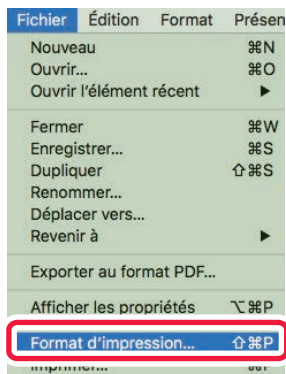 Fichier Édition Format Présen
Nouveau ⌘N
Ouvrir... ⌘O
Ouvrir l'élément récent ▶
Fermer ⌘W
Enregistrer... ⌘S
Dupliquer ⇧⌘S
Renommer...
Déplacer vers...
Revenir à ▶
Exporter au format PDF...
Afficher les propriétés ⌥⌘P
Format d'impression... ⇧⌘P
Imprimer... ⌘P